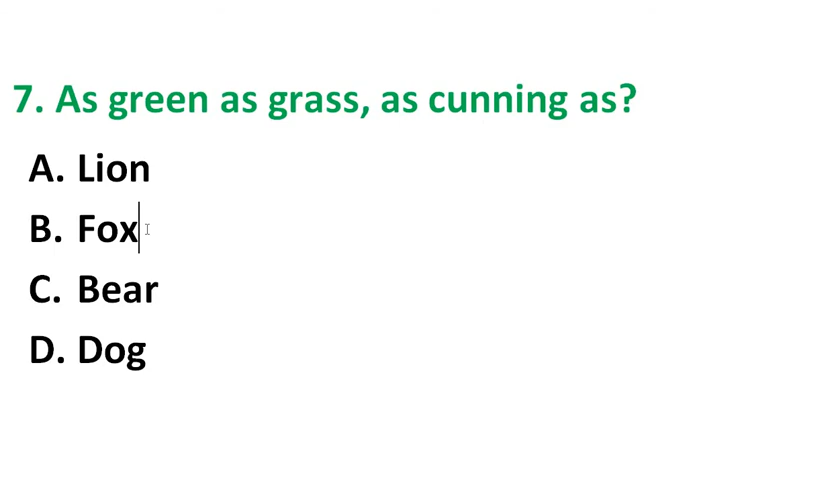 7. As green as grass, as cunning as?
A. Lion
B. Fox
C. Bear
D. Dog